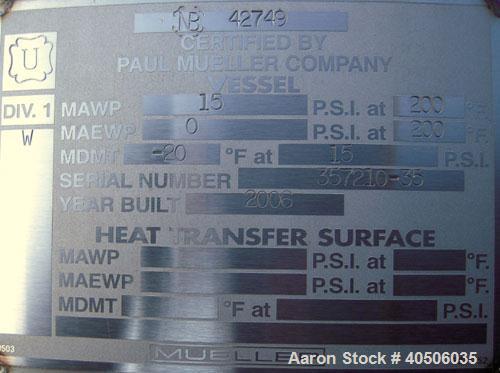 NB 42749
CERTIFIED BY
PAUL MUELLER COMPANY
U
VESSEL
DIV. 1
W
MAWP 15 P.S.I. at 200 °F.
MAEWP 0 P.S.I. at 200 °F.
MDMT -20 °F at 15 P.S.I.
SERIAL NUMBER 357210-35
YEAR BUILT 2006
HEAT TRANSFER SURFACE
MAWP P.S.I. at °F.
MAEWP P.S.I. at °F.
MDMT °F at P.S.I.
MUELLER
Aaron Stock # 40506035